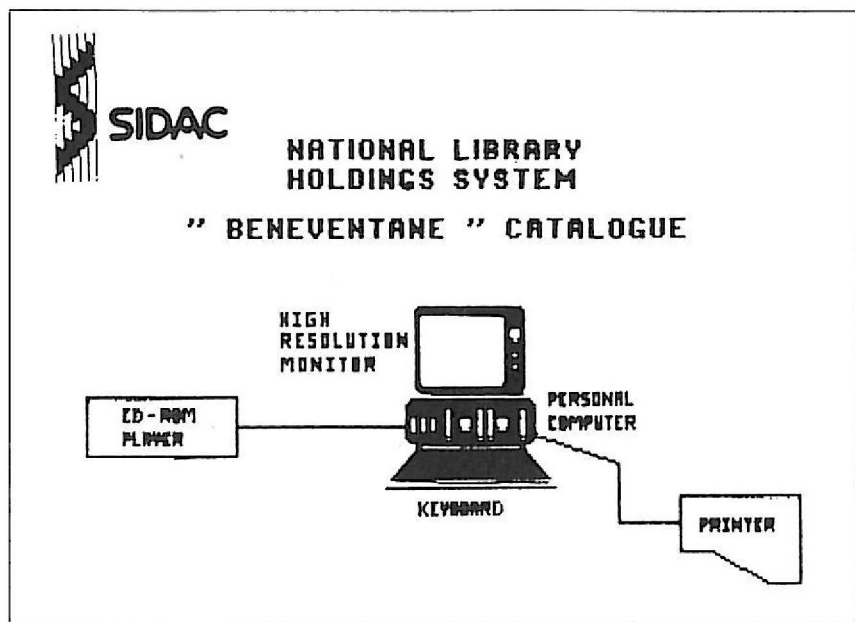 SIDAC
NATIONAL LIBRARY
HOLDINGS SYSTEM
" BENEVENTANE " CATALOGUE
HIGH
RESOLUTION
MONITOR
PERSONAL
COMPUTER
CD-ROM
PLAYER
KEYBOARD
PRINTER